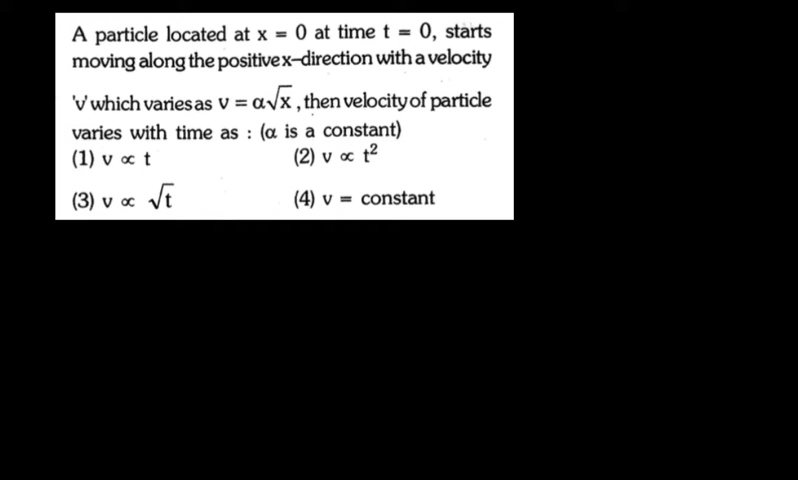 A particle located at x = 0 at time t = 0, starts
moving along the positive x-direction with a velocity
'v' which varies as v = α√x, then velocity of particle
varies with time as : (α is a constant)
(1) v ∝ t (2) v ∝ t²
(3) v ∝ √t (4) v = constant